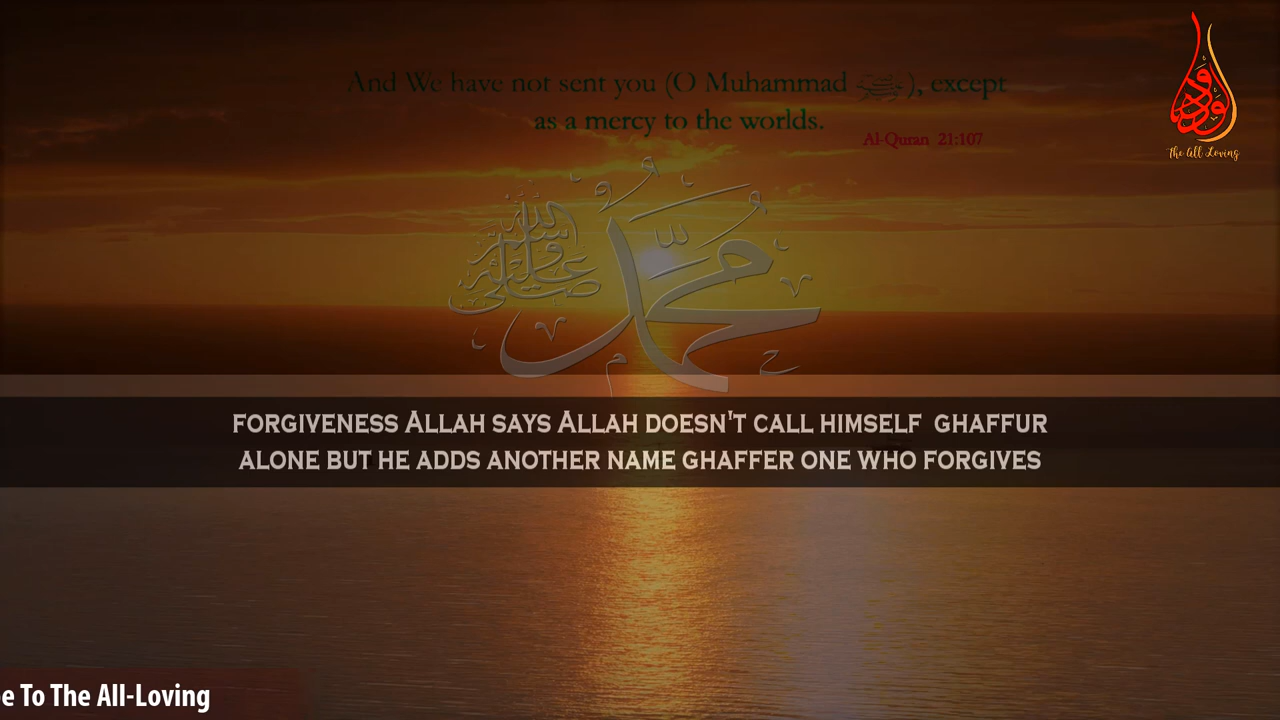 And We have not sent you (O Muhammad ﷺ), except
as a mercy to the worlds.
Al-Quran 21:107
The All Loving
محمد
صلى الله عليه وسلم
FORGIVENESS ALLAH SAYS ALLAH DOESN'T CALL HIMSELF GHAFFUR
ALONE BUT HE ADDS ANOTHER NAME GHAFFER ONE WHO FORGIVES
e To The All-Loving